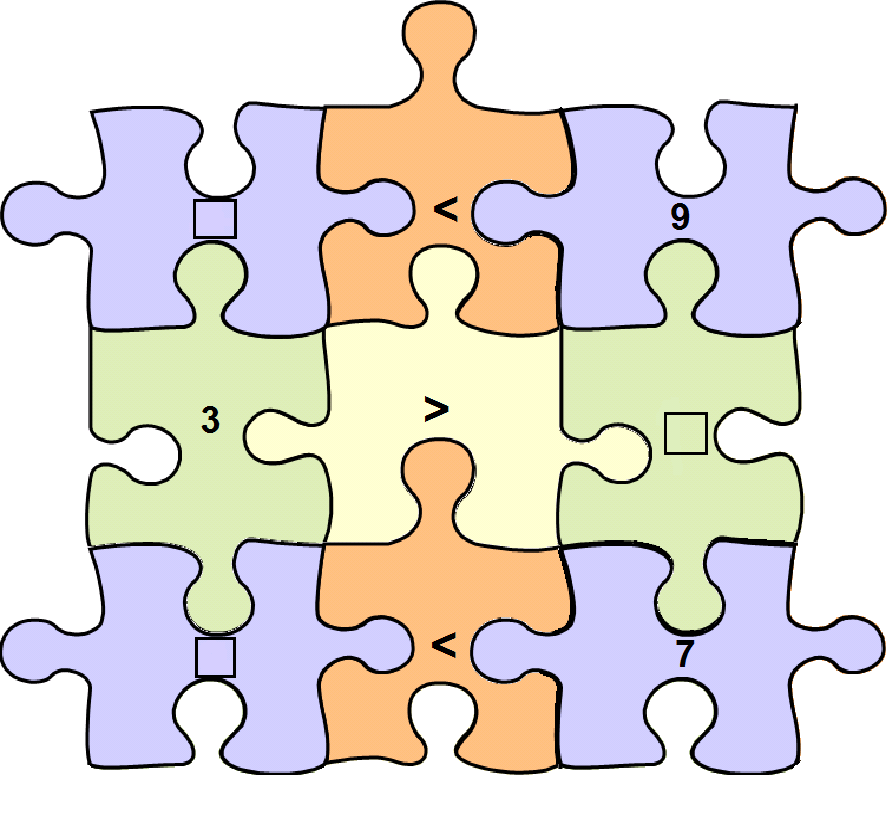 □ < 9
3 > □
□ < 7